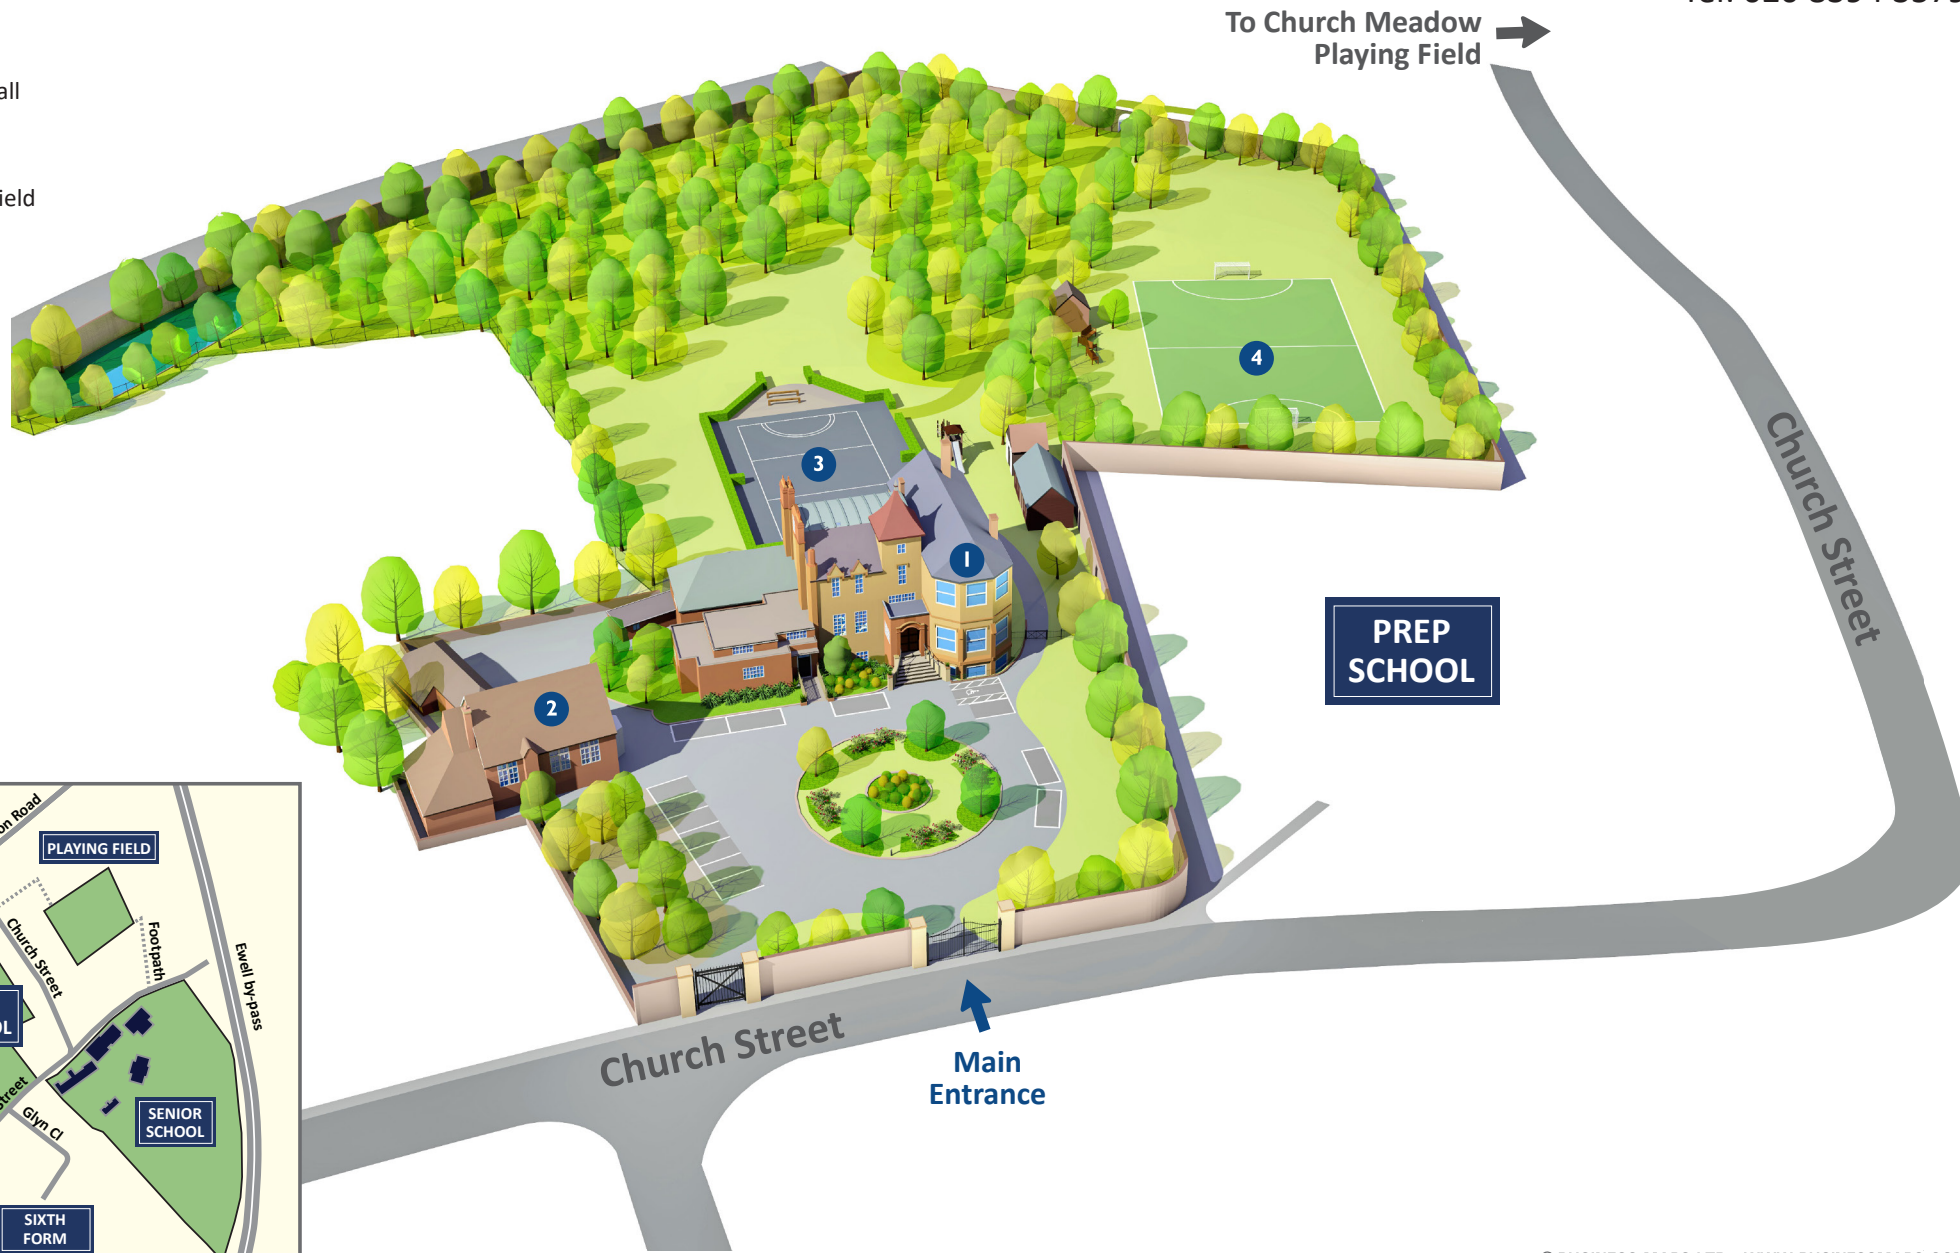 To Church Meadow
Playing Field
Church Street
PREP
SCHOOL
1
2
3
4
Church Street
Main
Entrance
PLAYING FIELD
Church Street
Footpath
Ewell by-pass
SENIOR
SCHOOL
Glyn Cl
SIXTH
FORM